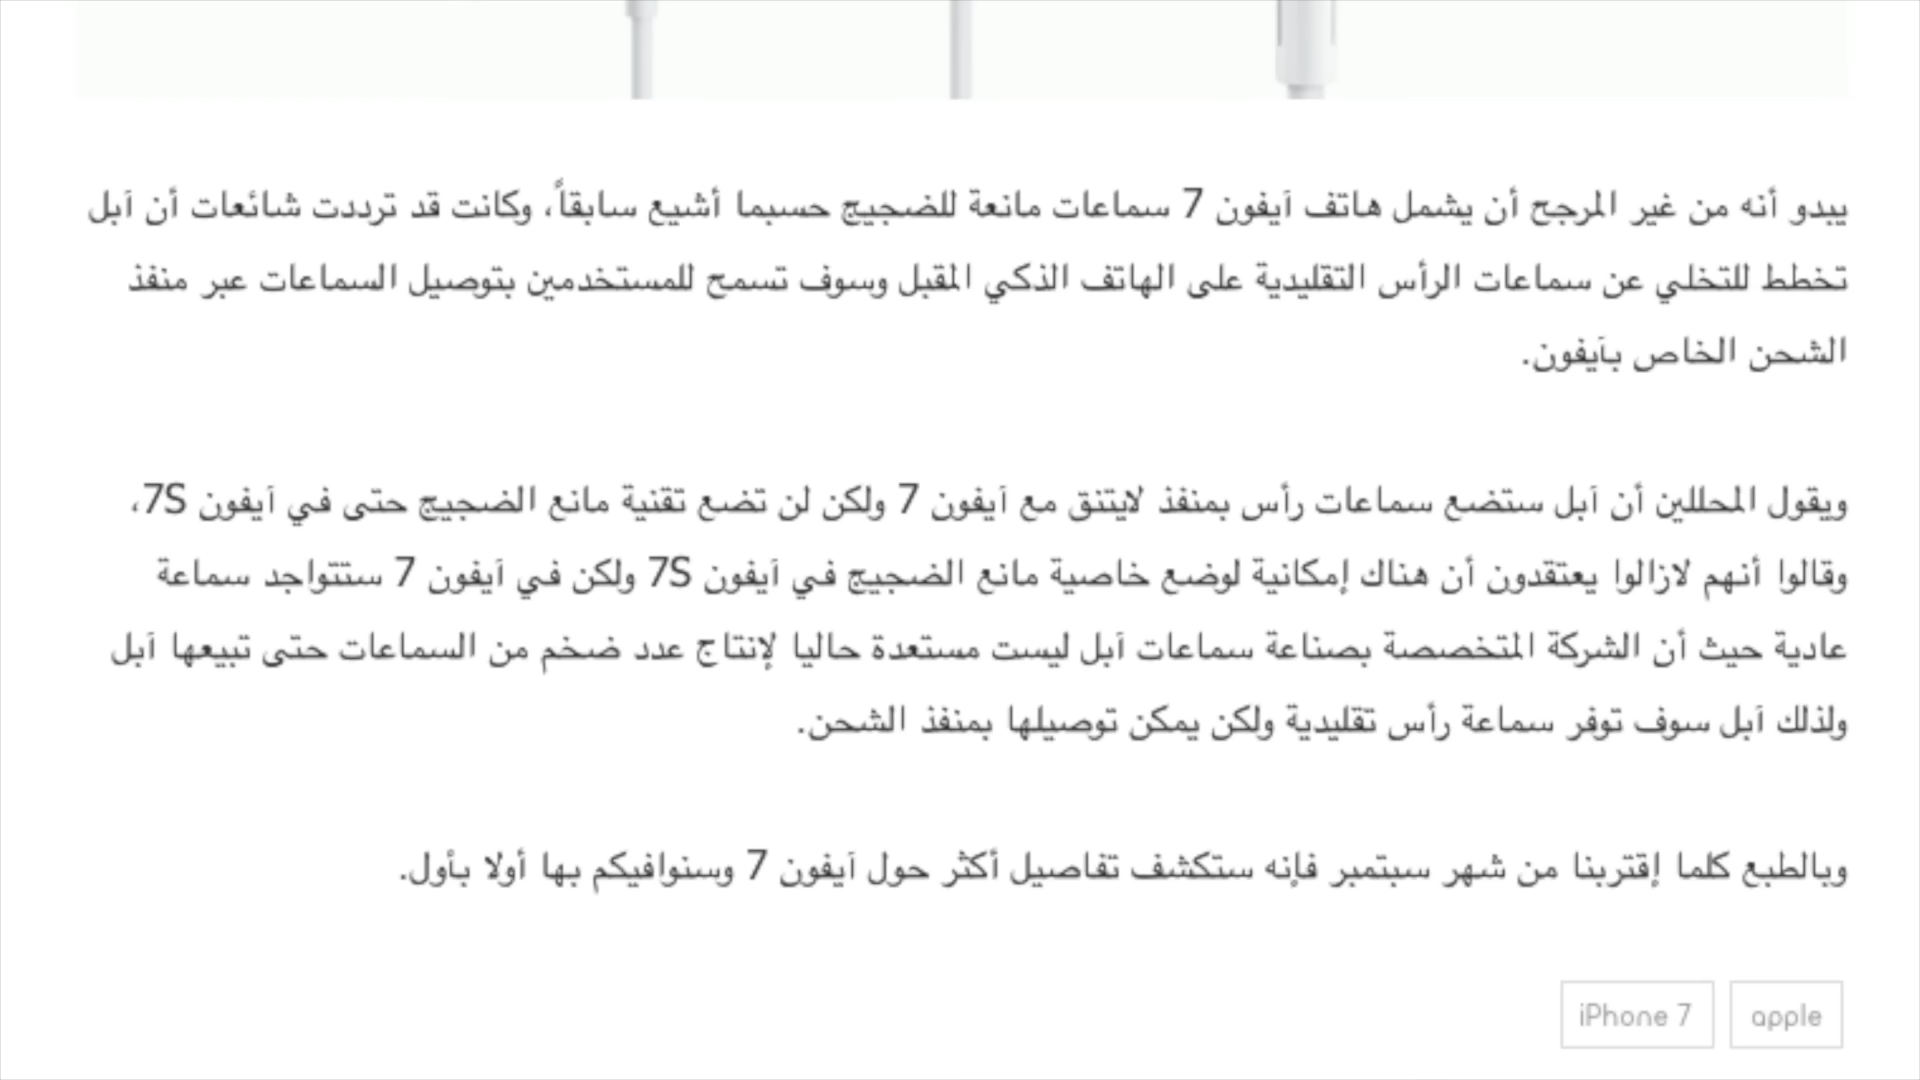 يبدو أنه من غير المرجح أن يشمل هاتف آيفون 7 سماعات مانعة للضجيج حسبما أشيع سابقاً، وكانت قد ترددت شائعات أن آبل
تخطط للتخلي عن سماعات الرأس التقليدية على الهاتف الذكي المقبل وسوف تسمح للمستخدمين بتوصيل السماعات عبر منفذ
الشحن الخاص بآيفون.
ويقول المحللين أن آبل ستضع سماعات رأس بمنفذ لايتنق مع آيفون 7 ولكن لن تضع تقنية مانع الضجيج حتى في آيفون 7S،
وقالوا أنهم لازالوا يعتقدون أن هناك إمكانية لوضع خاصية مانع الضجيج في آيفون 7S ولكن في آيفون 7 ستتواجد سماعة
عادية حيث أن الشركة المتخصصة بصناعة سماعات آبل ليست مستعدة حاليا لإنتاج عدد ضخم من السماعات حتى تبيعها آبل
ولذلك آبل سوف توفر سماعة رأس تقليدية ولكن يمكن توصيلها بمنفذ الشحن.
وبالطبع كلما إقتربنا من شهر سبتمبر فإنه ستكشف تفاصيل أكثر حول آيفون 7 وسنوافيكم بها أولا بأول.
apple
iPhone 7